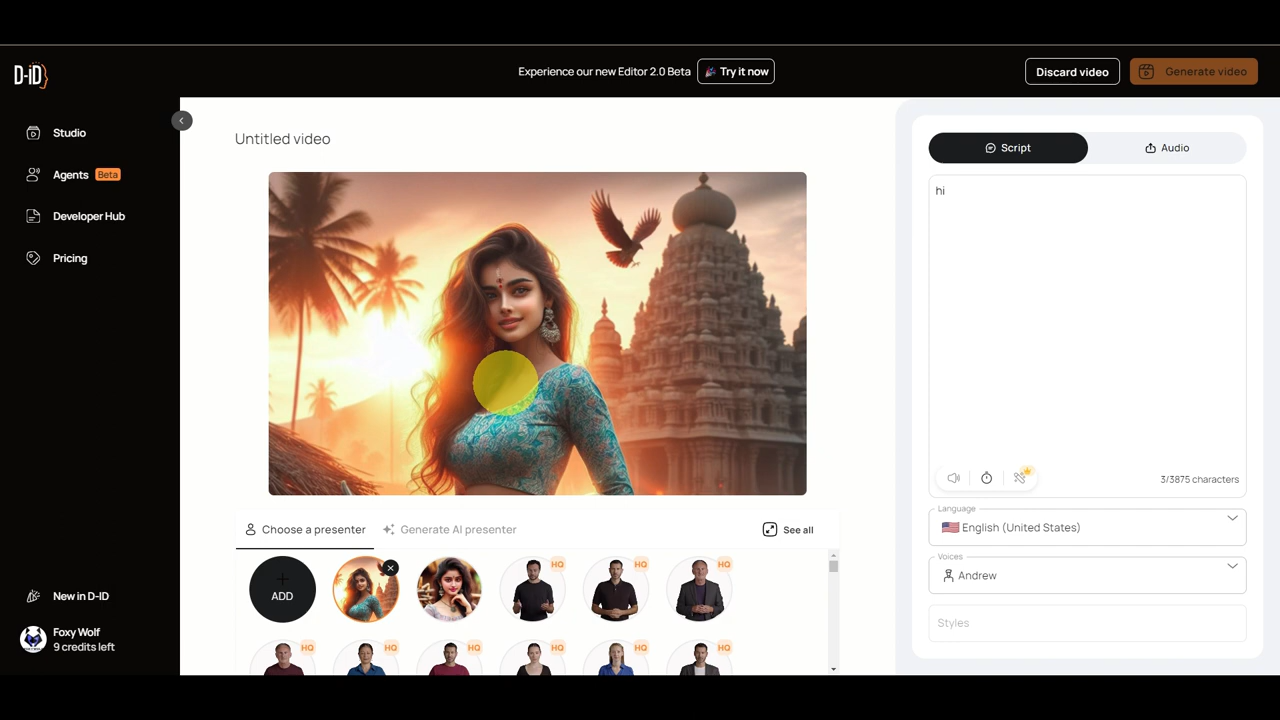 D-iD
Experience our new Editor 2.0 Beta
Try it now
Discard video
Generate video
Studio
Agents Beta
Developer Hub
Pricing
New in D-ID
Foxy Wolf
9 credits left
Untitled video
Choose a presenter
Generate AI presenter
See all
ADD
HQ
HQ
HQ
HQ
HQ
HQ
HQ
HQ
HQ
Script
Audio
hi
3/3875 characters
Language
English (United States)
Voices
Andrew
Styles